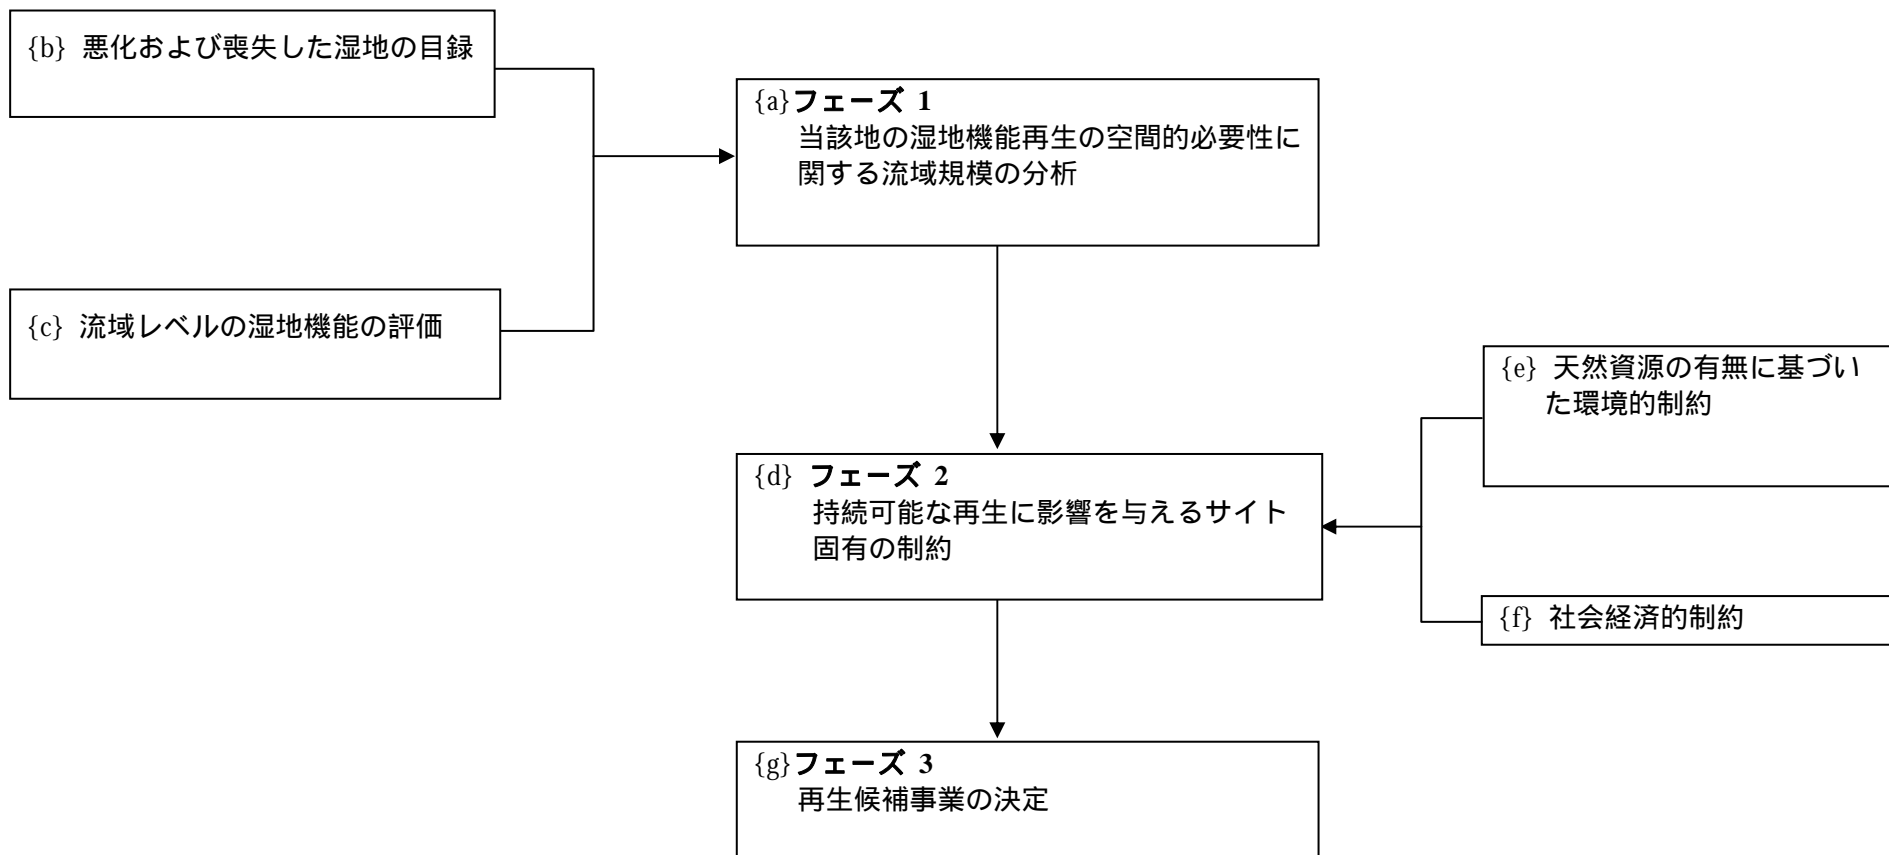 {b} 悪化および喪失した湿地の目録
{a}フェーズ 1
当該地の湿地機能再生の空間的必要性に
関する流域規模の分析
{c} 流域レベルの湿地機能の評価
{e} 天然資源の有無に基づい
た環境的制約
{d} フェーズ 2
持続可能な再生に影響を与えるサイト
固有の制約
{f} 社会経済的制約
{g}フェーズ 3
再生候補事業の決定